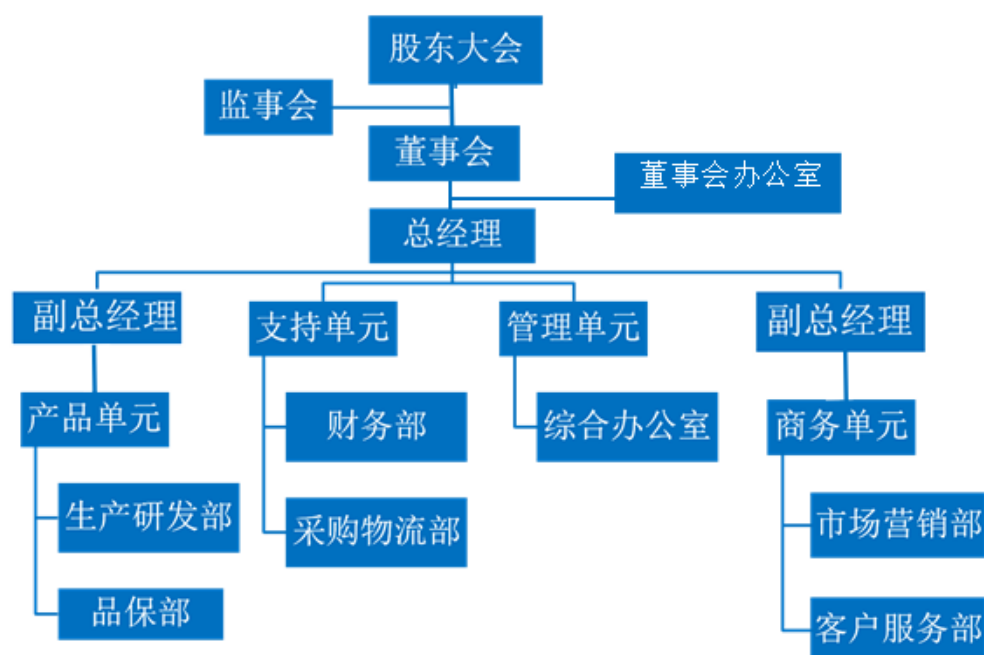 股东大会
监事会
董事会
董事会办公室
总经理
副总经理
支持单元
管理单元
副总经理
产品单元
财务部
综合办公室
商务单元
生产研发部
采购物流部
市场营销部
品保部
客户服务部